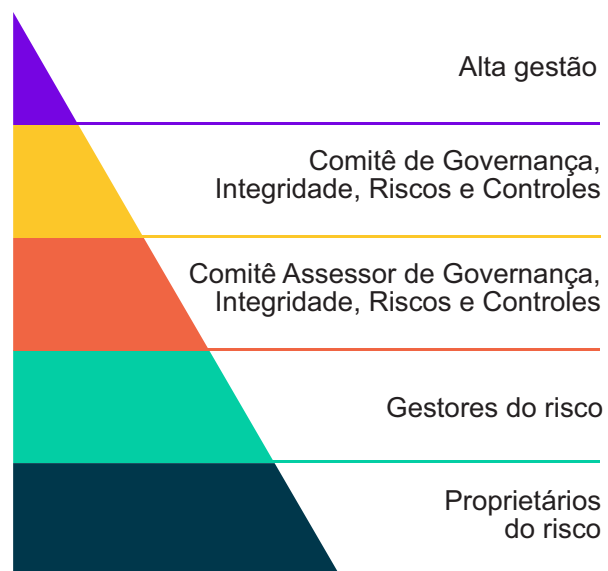 Alta gestão
Comitê de Governança,
Integridade, Riscos e Controles
Comitê Assessor de Governança,
Integridade, Riscos e Controles
Gestores do risco
Proprietários
do risco